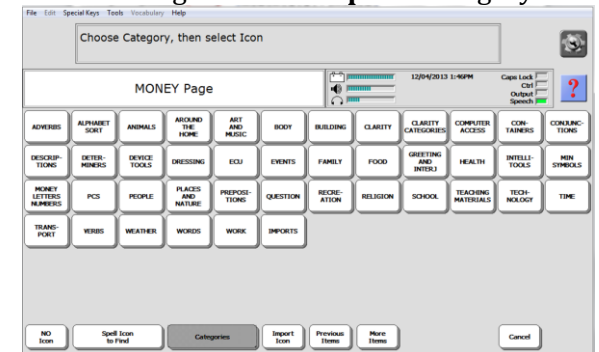 File Edit Special Keys Tools Vocabulary Help
Choose Category, then select Icon
MONEY Page
12/04/2013 1:46PM
Caps Lock
Ctrl
Output
Speech
?
ADVERBS
ALPHABET
SORT
ANIMALS
AROUND
THE
HOME
ART
AND
MUSIC
BODY
BUILDING
CLARITY
CLARITY
CATEGORIES
COMPUTER
ACCESS
CON-
TAINERS
CONJUNC-
TIONS
DESCRIP-
TIONS
DETER-
MINERS
DEVICE
TOOLS
DRESSING
ECU
EVENTS
FAMILY
FOOD
GREETING
AND
INTERJ
HEALTH
INTELLI-
TOOLS
MIN
SYMBOLS
MONEY
LETTERS
NUMBERS
PCS
PEOPLE
PLACES
AND
NATURE
PREPOSI-
TIONS
QUESTION
RECRE-
ATION
RELIGION
SCHOOL
TEACHING
MATERIALS
TECH-
NOLOGY
TIME
TRANS-
PORT
VERBS
WEATHER
WORDS
WORK
IMPORTS
NO
Icon
Spell Icon
to Find
Categories
Import
Icon
Previous
Items
More
Items
Cancel